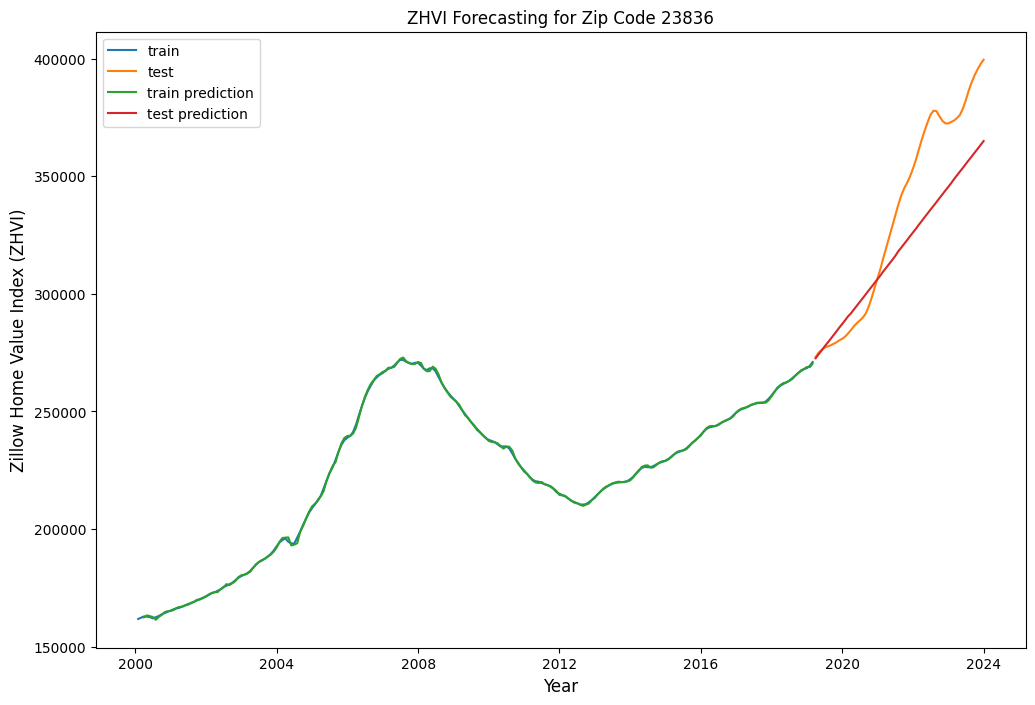 ZHVI Forecasting for Zip Code 23836
train
test
train prediction
test prediction
400000
350000
300000
250000
200000
150000
Zillow Home Value Index (ZHVI)
2000 2004 2008 2012 2016 2020 2024
Year